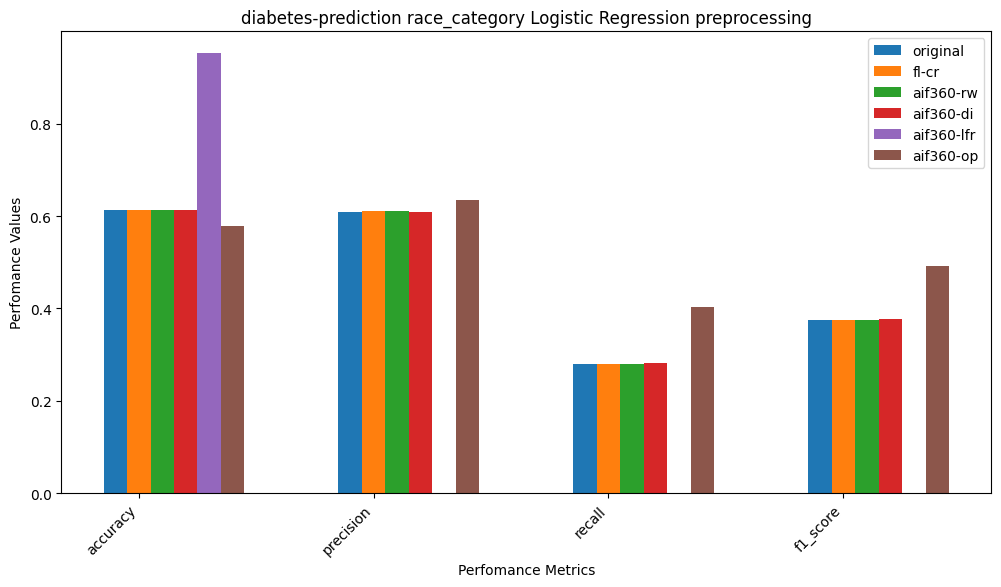 diabetes-prediction race_category Logistic Regression preprocessing
original
fl-cr
aif360-rw
aif360-di
aif360-lfr
aif360-op
Perfomance Values
0.8
0.6
0.4
0.2
0.0
accuracy
precision
recall
f1_score
Perfomance Metrics